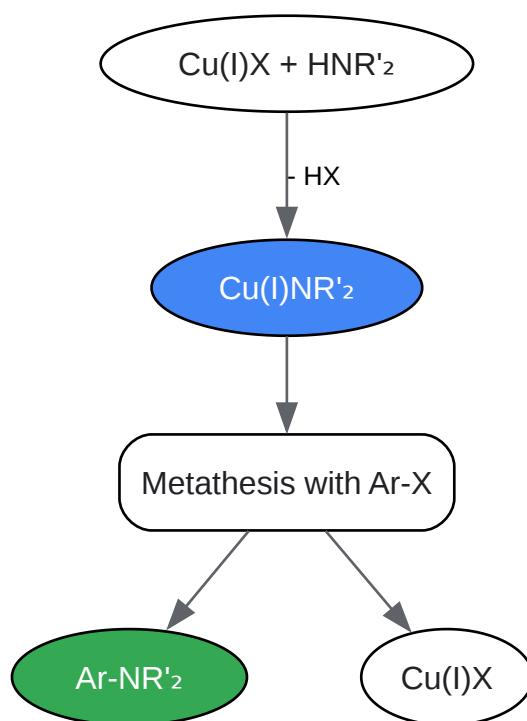 Cu(I)X + HNR'₂
- HX
Cu(I)NR'₂
Metathesis with Ar-X
Ar-NR'₂
Cu(I)X